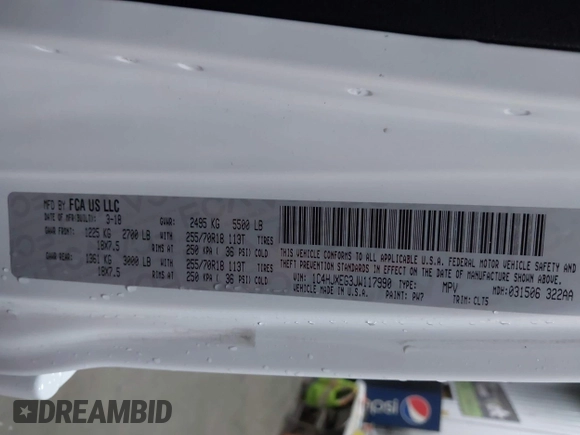 MFD BY FCA US LLC
DATE OF MFR/BUILT: 3-18 GVWR: 2495 KG 5500 LB
GAWR FRONT: 1225 KG 2700 LB WITH 255/70R18 113T TIRES
18X7.5 RIMS AT 250 KPA ( 36 PSI) COLD
GAWR REAR: 1361 KG 3000 LB WITH 255/70R18 113T TIRES
18X7.5 RIMS AT 250 KPA ( 36 PSI) COLD
THIS VEHICLE CONFORMS TO ALL APPLICABLE U.S.A. FEDERAL MOTOR VEHICLE SAFETY AND
THEFT PREVENTION STANDARDS IN EFFECT ON THE DATE OF MANUFACTURE SHOWN ABOVE.
VIN: 1C4HJXEG3JW117990 TYPE: MPV MDH: 031506 322AA
VEHICLE MADE IN U.S.A. PAINT: PW7 TRIM: CLT5
pepsi
DREAMBID